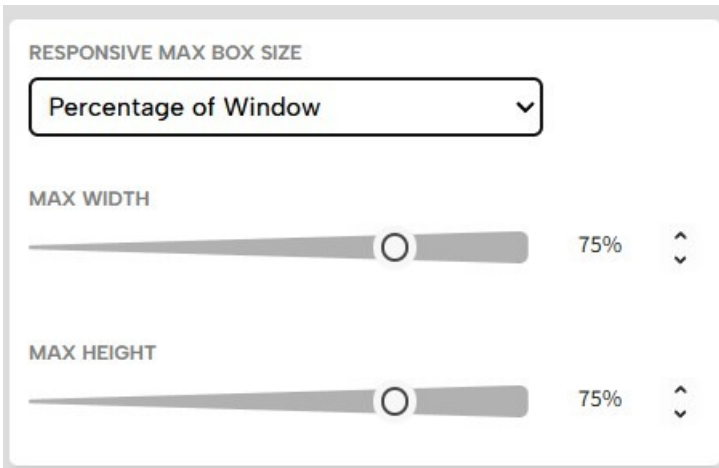 RESPONSIVE MAX BOX SIZE
Percentage of Window
MAX WIDTH
75%
MAX HEIGHT
75%